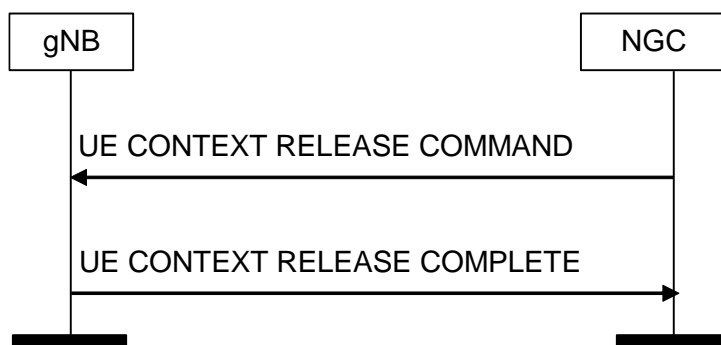 gNB
NGC
UE CONTEXT RELEASE COMMAND
UE CONTEXT RELEASE COMPLETE